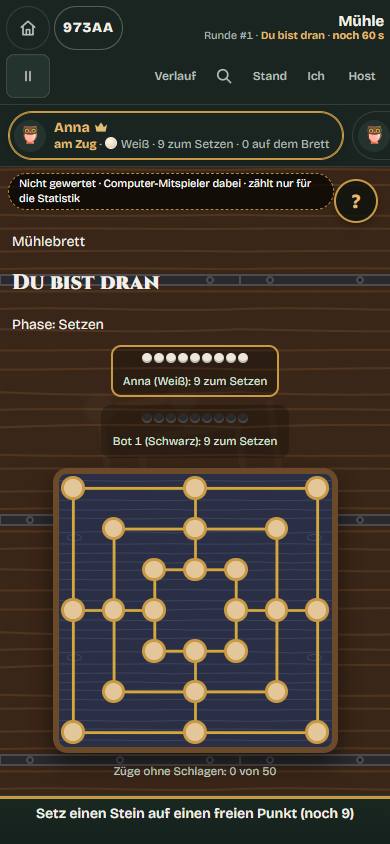 973AA
Mühle
Runde #1 · Du bist dran · noch 60 s
Verlauf
Stand
Ich
Host
Anna
am Zug · Weiß · 9 zum Setzen · 0 auf dem Brett
Nicht gewertet · Computer-Mitspieler dabei · zählt nur für
die Statistik
?
Mühlebrett
Du bist dran
Phase: Setzen
Anna (Weiß): 9 zum Setzen
Bot 1 (Schwarz): 9 zum Setzen
Züge ohne Schlagen: 0 von 50
Setz einen Stein auf einen freien Punkt (noch 9)